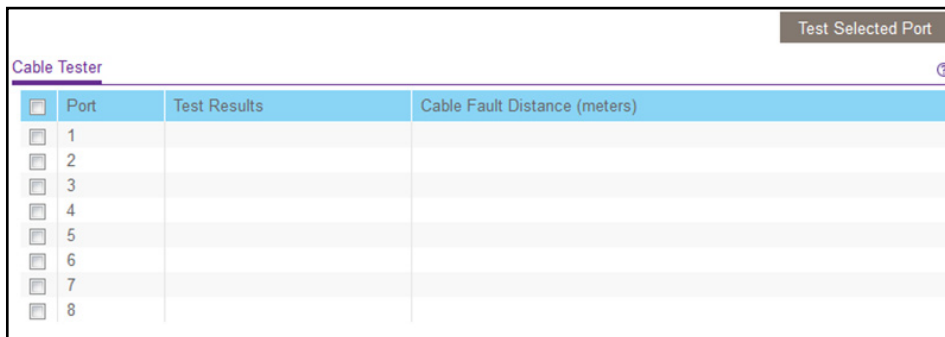 Test Selected Port
Cable Tester
Port Test Results Cable Fault Distance (meters)
1
2
3
4
5
6
7
8